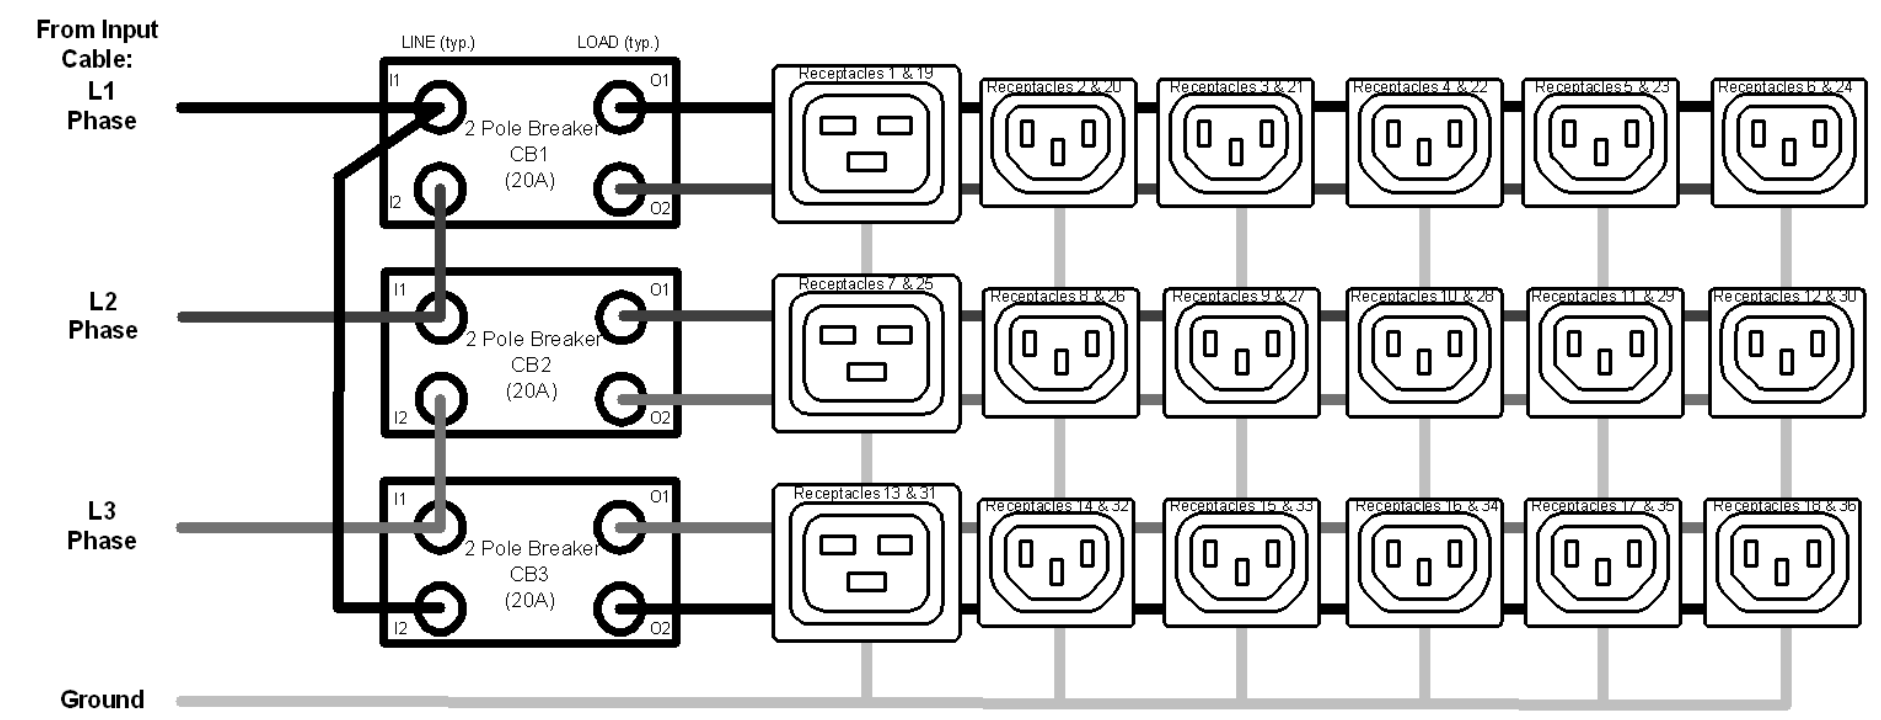 From Input
Cable:
L1
Phase
LINE (typ.)
LOAD (typ.)
I1
O1
2 Pole Breaker
CB1
(20A)
I2
O2
Receptacles 1 & 19
Receptacles 2 & 20
Receptacles 3 & 21
Receptacles 4 & 22
Receptacles 5 & 23
Receptacles 6 & 24
L2
Phase
I1
O1
2 Pole Breaker
CB2
(20A)
I2
O2
Receptacles 7 & 25
Receptacles 8 & 26
Receptacles 9 & 27
Receptacles 10 & 28
Receptacles 11 & 29
Receptacles 12 & 30
L3
Phase
I1
O1
2 Pole Breaker
CB3
(20A)
I2
O2
Receptacles 13 & 31
Receptacles 14 & 32
Receptacles 15 & 33
Receptacles 16 & 34
Receptacles 17 & 35
Receptacles 18 & 36
Ground